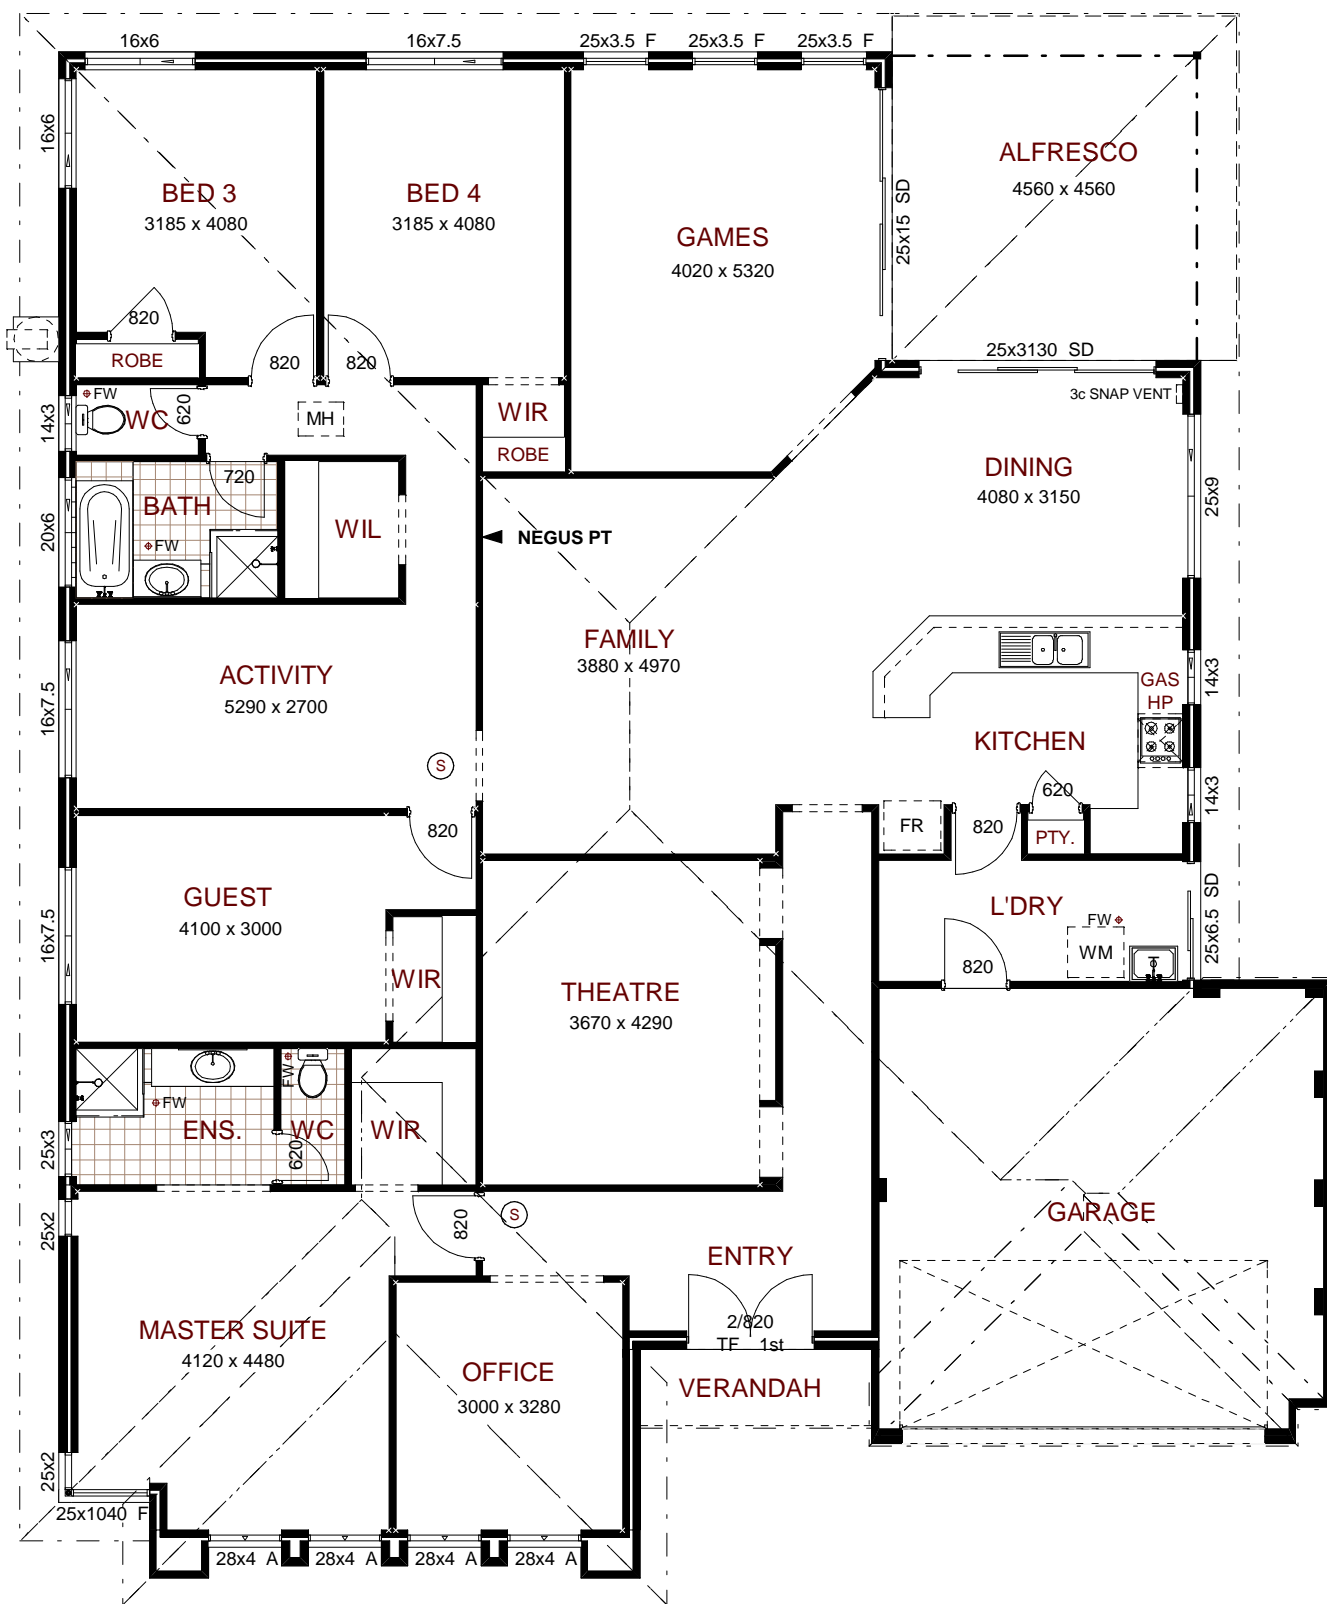 16x6
16x7.5
25x3.5 F
25x3.5 F
25x3.5 F
16x6
BED 3
3185 x 4080
BED 4
3185 x 4080
GAMES
4020 x 5320
25x15 SD
ALFRESCO
4560 x 4560
820
ROBE
820
820
25x3130 SD
3c SNAP VENT
14x3
FW
WC
620
MH
WIR
ROBE
DINING
4080 x 3150
25x9
720
BATH
20x6
FW
WIL
NEGUS PT
FAMILY
3880 x 4970
ACTIVITY
5290 x 2700
16x7.5
S
GAS
HP
14x3
KITCHEN
620
14x3
820
FR
820
PTY.
GUEST
4100 x 3000
16x7.5
WIR
L'DRY
FW
WM
820
25x6.5 SD
THEATRE
3670 x 4290
FW
FW
ENS.
WC
620
WIR
25x3
25x2
820
S
ENTRY
GARAGE
MASTER SUITE
4120 x 4480
2/820
TF 1st
OFFICE
3000 x 3280
VERANDAH
25x2
25x1040 F
28x4 A
28x4 A
28x4 A
28x4 A